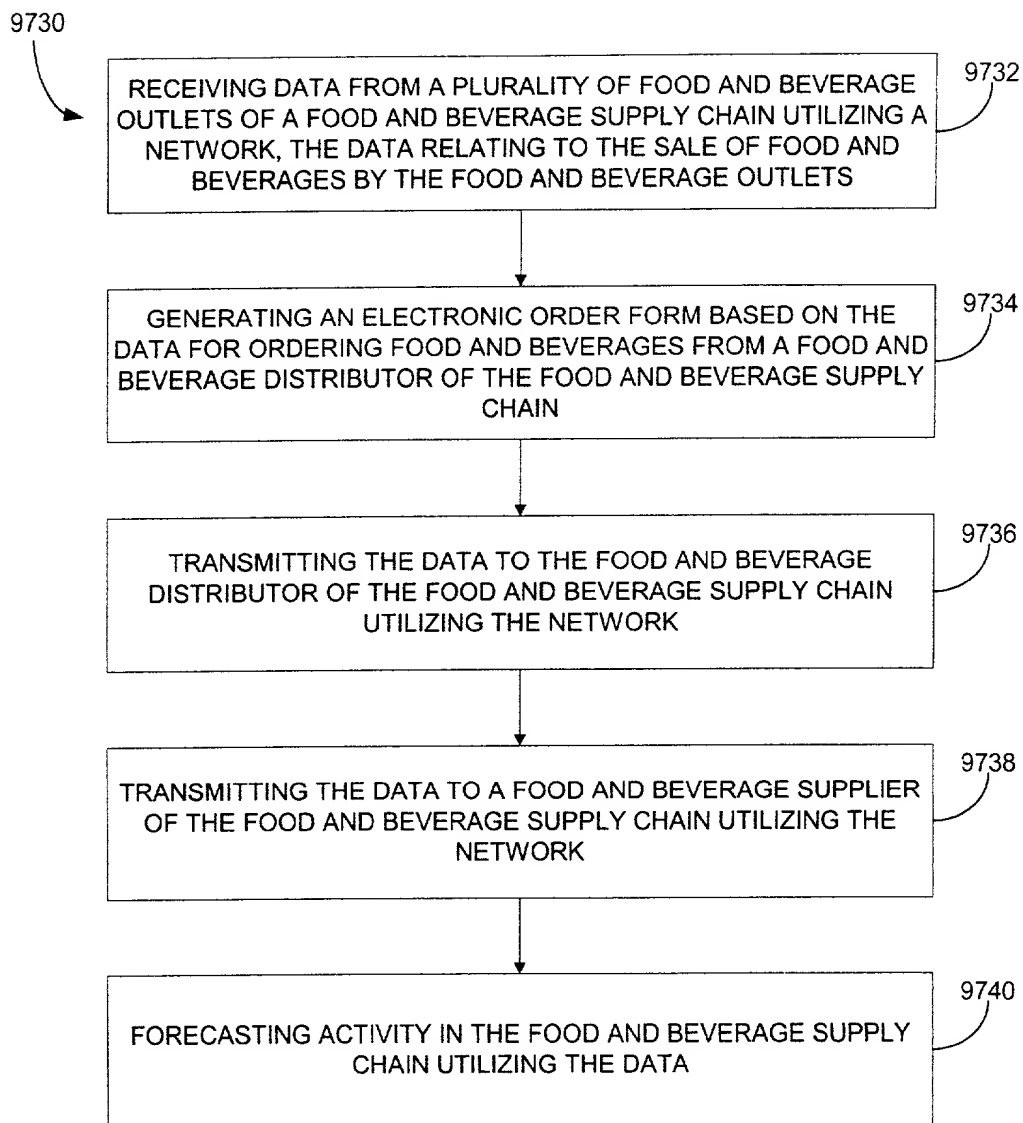 9730
9732
RECEIVING DATA FROM A PLURALITY OF FOOD AND BEVERAGE
OUTLETS OF A FOOD AND BEVERAGE SUPPLY CHAIN UTILIZING A
NETWORK, THE DATA RELATING TO THE SALE OF FOOD AND
BEVERAGES BY THE FOOD AND BEVERAGE OUTLETS
9734
GENERATING AN ELECTRONIC ORDER FORM BASED ON THE
DATA FOR ORDERING FOOD AND BEVERAGES FROM A FOOD AND
BEVERAGE DISTRIBUTOR OF THE FOOD AND BEVERAGE SUPPLY
CHAIN
9736
TRANSMITTING THE DATA TO THE FOOD AND BEVERAGE
DISTRIBUTOR OF THE FOOD AND BEVERAGE SUPPLY CHAIN
UTILIZING THE NETWORK
9738
TRANSMITTING THE DATA TO A FOOD AND BEVERAGE SUPPLIER
OF THE FOOD AND BEVERAGE SUPPLY CHAIN UTILIZING THE
NETWORK
9740
FORECASTING ACTIVITY IN THE FOOD AND BEVERAGE SUPPLY
CHAIN UTILIZING THE DATA